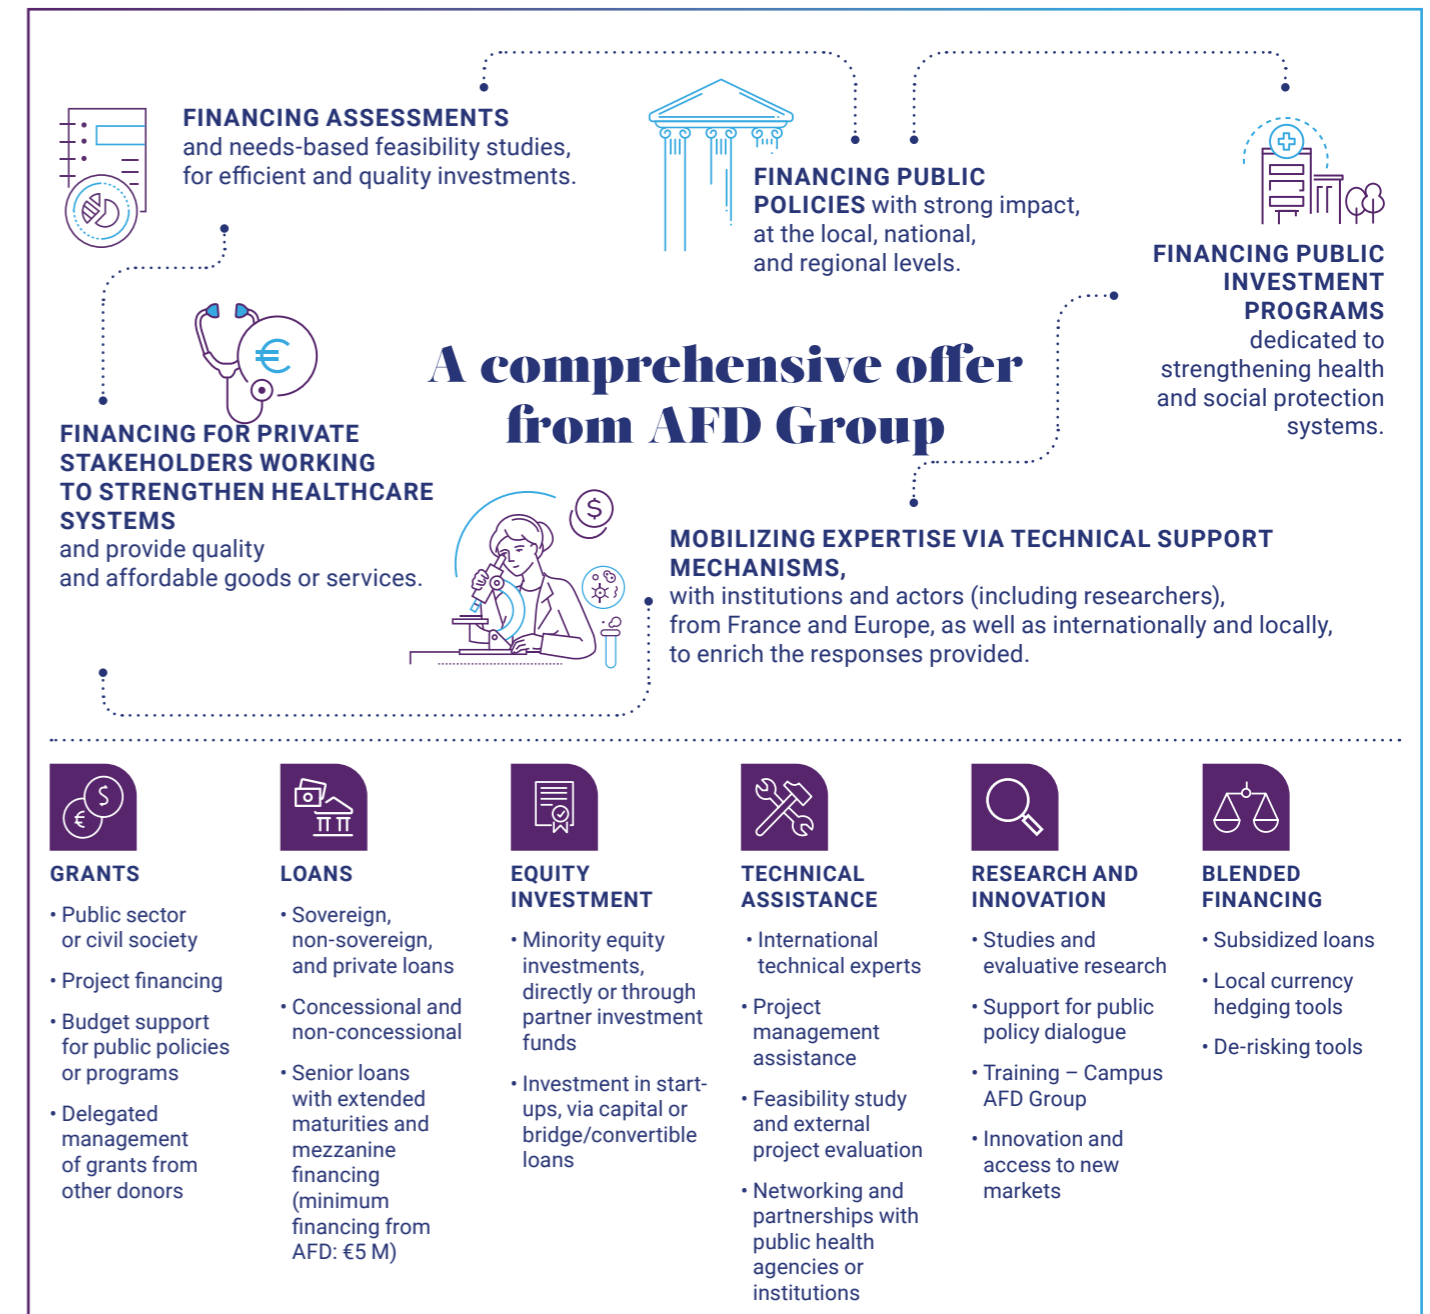 FINANCING ASSESSMENTS
and needs-based feasibility studies,
for efficient and quality investments.
FINANCING PUBLIC
POLICIES with strong impact,
at the local, national,
and regional levels.
FINANCING PUBLIC
INVESTMENT
PROGRAMS
dedicated to
strengthening health
and social protection
systems.
A comprehensive offer
from AFD Group
€
FINANCING FOR PRIVATE
STAKEHOLDERS WORKING
TO STRENGTHEN HEALTHCARE
SYSTEMS
and provide quality
and affordable goods or services.
$
MOBILIZING EXPERTISE VIA TECHNICAL SUPPORT
MECHANISMS,
with institutions and actors (including researchers),
from France and Europe, as well as internationally and locally,
to enrich the responses provided.
$
€
GRANTS
• Public sector
or civil society
• Project financing
• Budget support
for public policies
or programs
• Delegated
management
of grants from
other donors
LOANS
• Sovereign,
non-sovereign,
and private loans
• Concessional and
non-concessional
• Senior loans
with extended
maturities and
mezzanine
financing
(minimum
financing from
AFD: €5 M)
EQUITY
INVESTMENT
• Minority equity
investments,
directly or through
partner investment
funds
• Investment in start-
ups, via capital or
bridge/convertible
loans
TECHNICAL
ASSISTANCE
• International
technical experts
• Project
management
assistance
• Feasibility study
and external
project evaluation
• Networking and
partnerships with
public health
agencies or
institutions
RESEARCH AND
INNOVATION
• Studies and
evaluative research
• Support for public
policy dialogue
• Training – Campus
AFD Group
• Innovation and
access to new
markets
BLENDED
FINANCING
• Subsidized loans
• Local currency
hedging tools
• De-risking tools